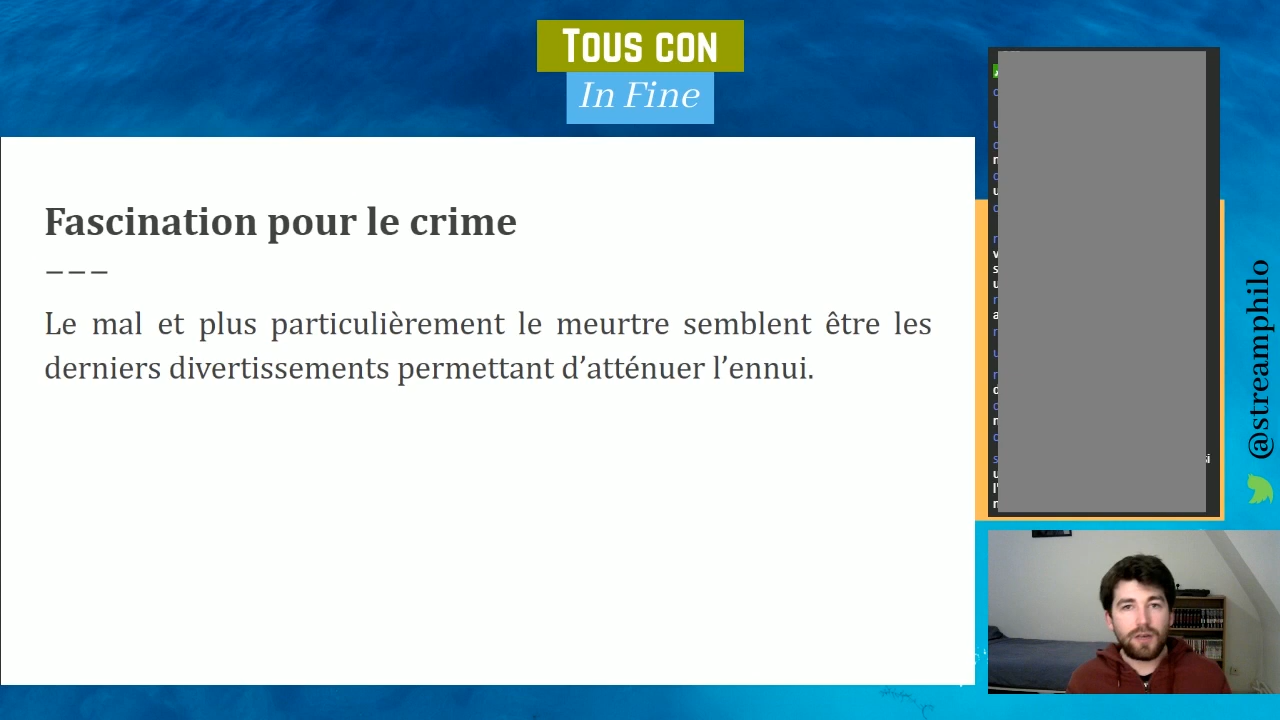 TOUS CON
In Fine
Fascination pour le crime
–––
Le mal et plus particulièrement le meurtre semblent être les
derniers divertissements permettant d’atténuer l’ennui.
@streamphilo